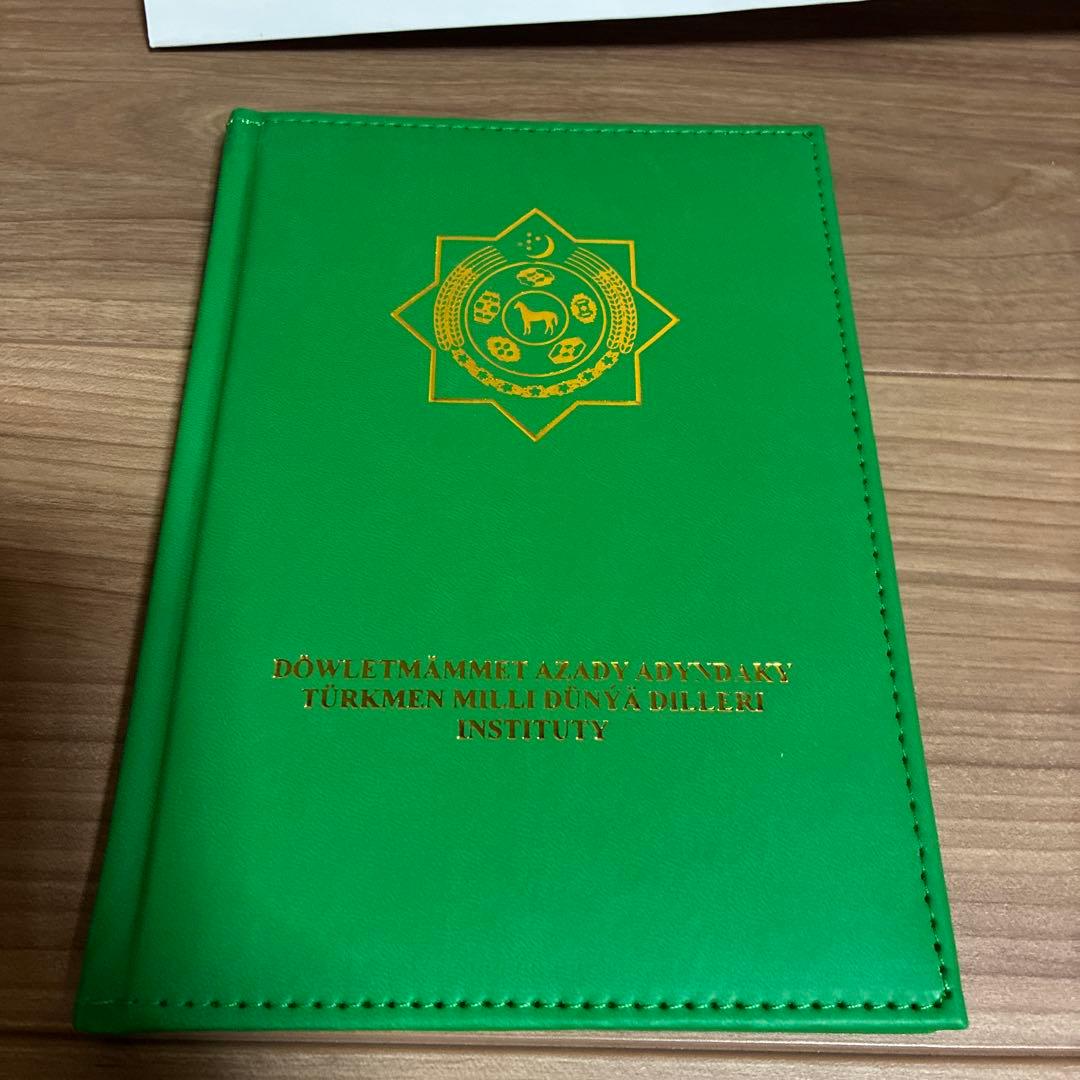 DÖWLETMÄMMET AZADY ADYNDAKY
TÜRKMEN MILLI DÜNÝÄ DILLERI
INSTITUTY